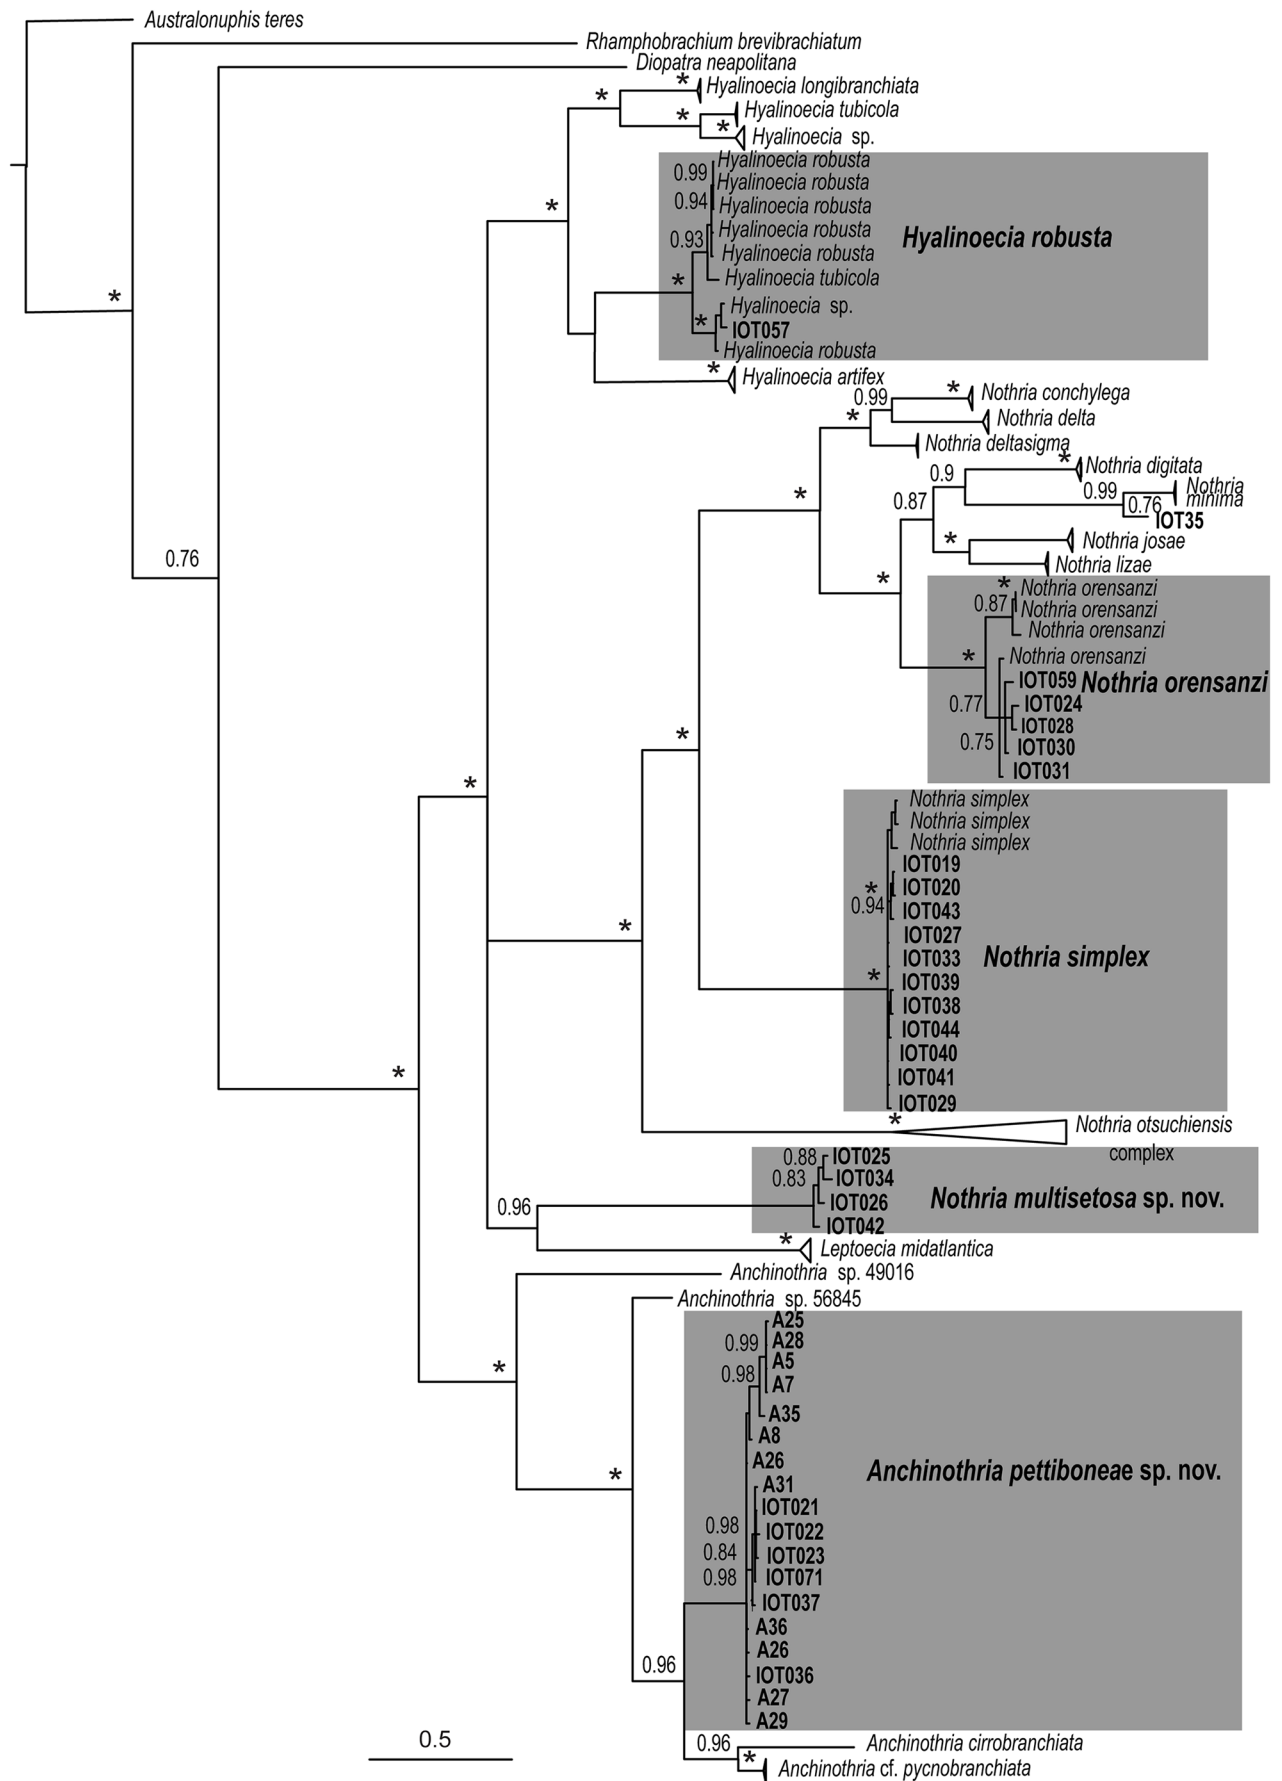 Australonuphis teres
Rhamphobrachium brevibrachiatum
Diopatra neapolitana
* Hyalinoecia longibranchiata
*
* Hyalinoecia tubicola
* Hyalinoecia sp.
Hyalinoecia robusta
0.99
Hyalinoecia robusta
0.94 Hyalinoecia robusta
*
Hyalinoecia robusta
0.93
Hyalinoecia robusta
Hyalinoecia robusta
* Hyalinoecia tubicola
* Hyalinoecia sp.
* IOT057
Hyalinoecia robusta
* Hyalinoecia artifex
0.99 * Nothria conchylega
* Nothria delta
Nothria deltasigma
* Nothria digitata
0.9
0.99 Nothria
minima
0.87 0.76
IOT35
*
* Nothria josae
Nothria lizae
0.76
* * Nothria orensanzi
0.87 Nothria orensanzi
Nothria orensanzi
* Nothria orensanzi
IOT059 Nothria orensanzi
0.77 IOT024
IOT028
* 0.75 IOT030
IOT031
*
Nothria simplex
Nothria simplex
Nothria simplex
IOT019
* IOT020
0.94 IOT043
* IOT027
IOT033 Nothria simplex
* IOT039
IOT038
IOT044
IOT040
* IOT041
IOT029
* Nothria otsuchiensis
complex
0.88 IOT025
0.83 IOT034
IOT026 Nothria multisetosa sp. nov.
0.96
IOT042
* Leptoecia midatlantica
Anchinothria sp. 49016
Anchinothria sp. 56845
A25
0.99 A28
A5
* 0.98 A7
A35
A8
A26
Anchinothria pettiboneae sp. nov.
* A31
IOT021
0.98 IOT022
0.84 IOT023
0.98 IOT071
IOT037
A36
A26
0.96 IOT036
A27
A29
0.5
0.96 Anchinothria cirrobranchiata
* Anchinothria cf. pycnobranchiata